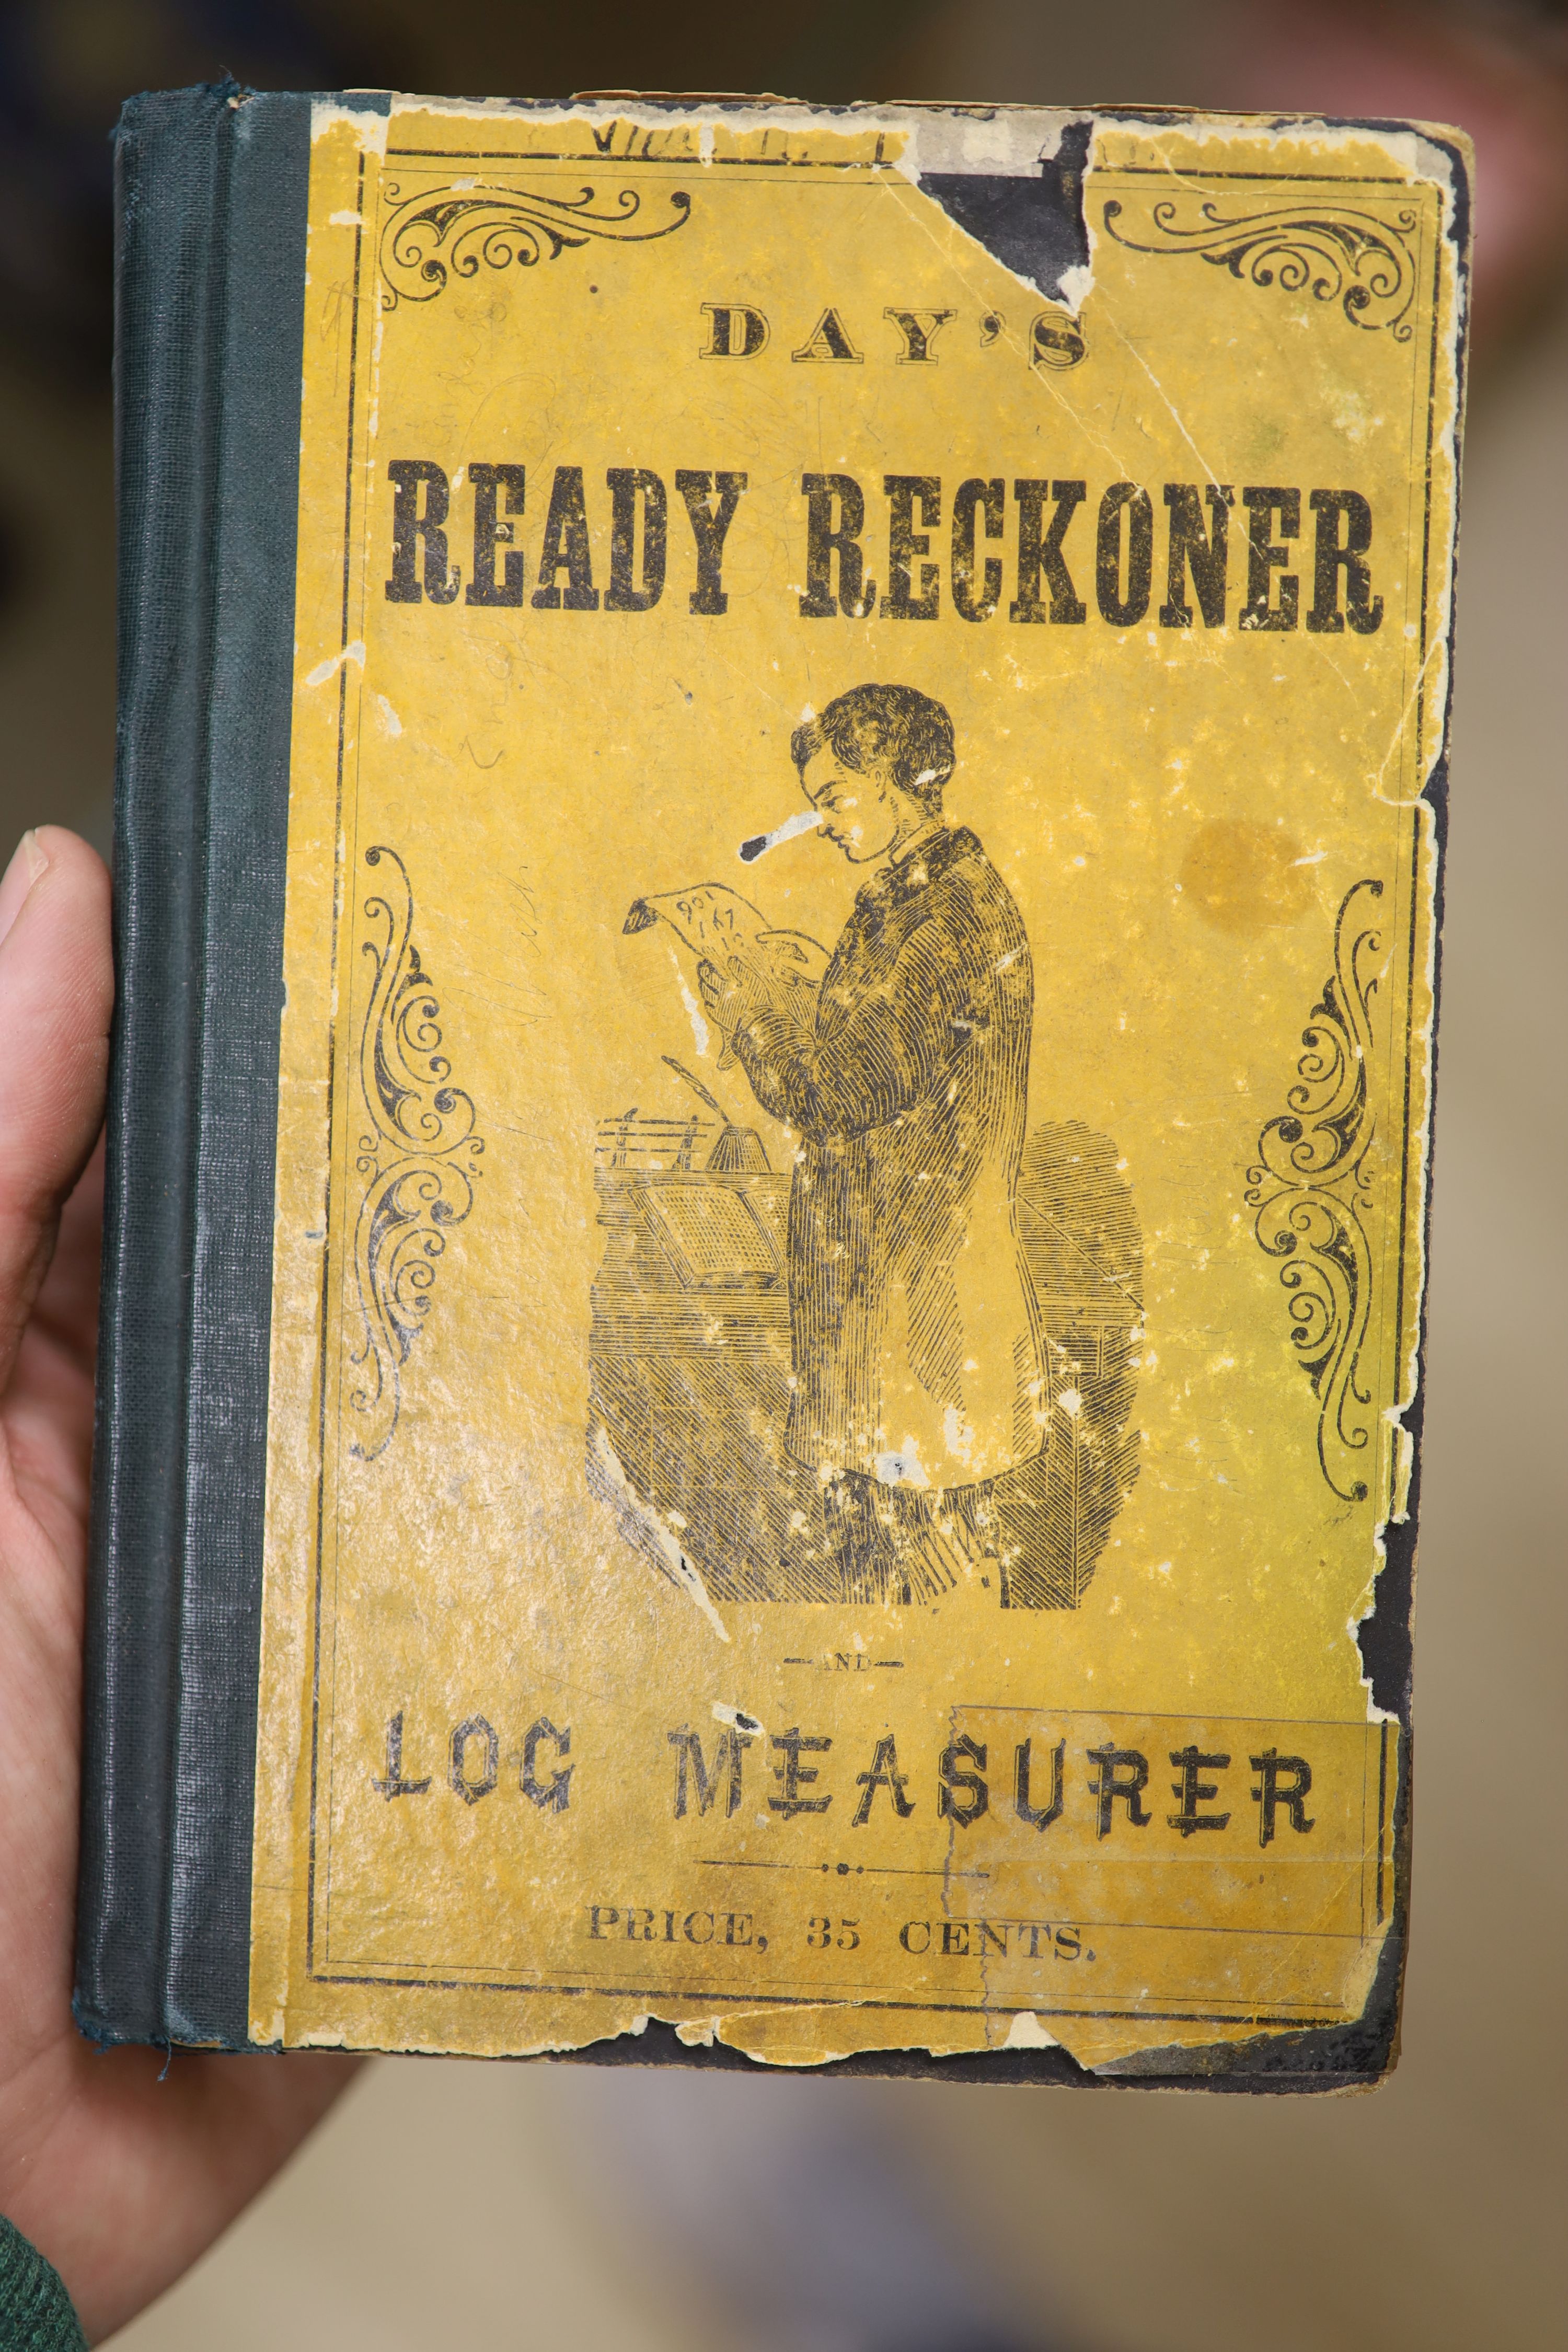 DAY'S
READY RECKONER
—AND—
LOG MEASURER
PRICE, 35 CENTS.